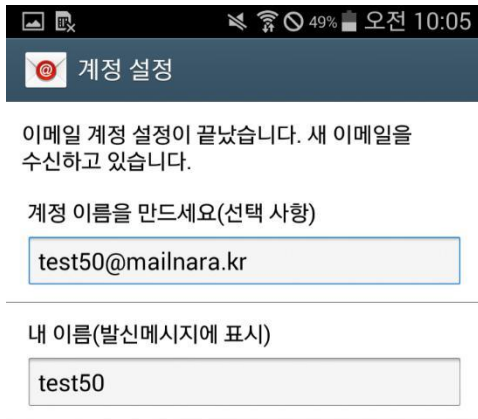 49% 오전 10:05
계정 설정
이메일 계정 설정이 끝났습니다. 새 이메일을
수신하고 있습니다.
계정 이름을 만드세요(선택 사항)
test50@mailnara.kr
내 이름(발신메시지에 표시)
test50